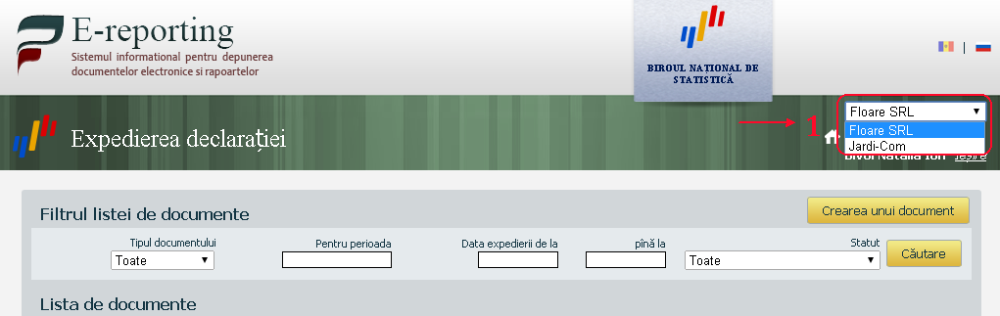 E-reporting
Sistemul informational pentru depunerea
documentelor electronice si rapoartelor
BIROUL NAȚIONAL DE
STATISTICĂ
|
Expedierea declarației
1
Floare SRL
Floare SRL
Jardi-Com
Bivol Natalia Ion Ieșire
Filtrul listei de documente
Crearea unui document
Tipul documentului
Pentru perioada
Data expedierii de la
pînă la
Statut
Toate
Toate
Căutare
Lista de documente